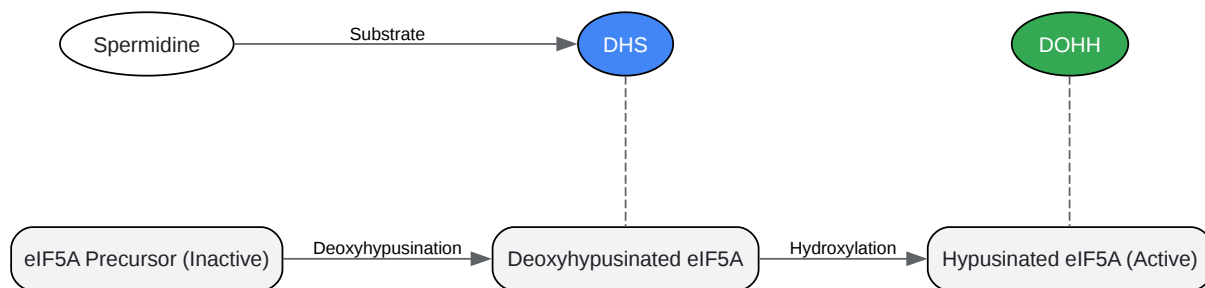 Spermidine
Substrate
DHS
DOHH
eIF5A Precursor (Inactive)
Deoxyhypusination
Deoxyhypusinated eIF5A
Hydroxylation
Hypusinated eIF5A (Active)